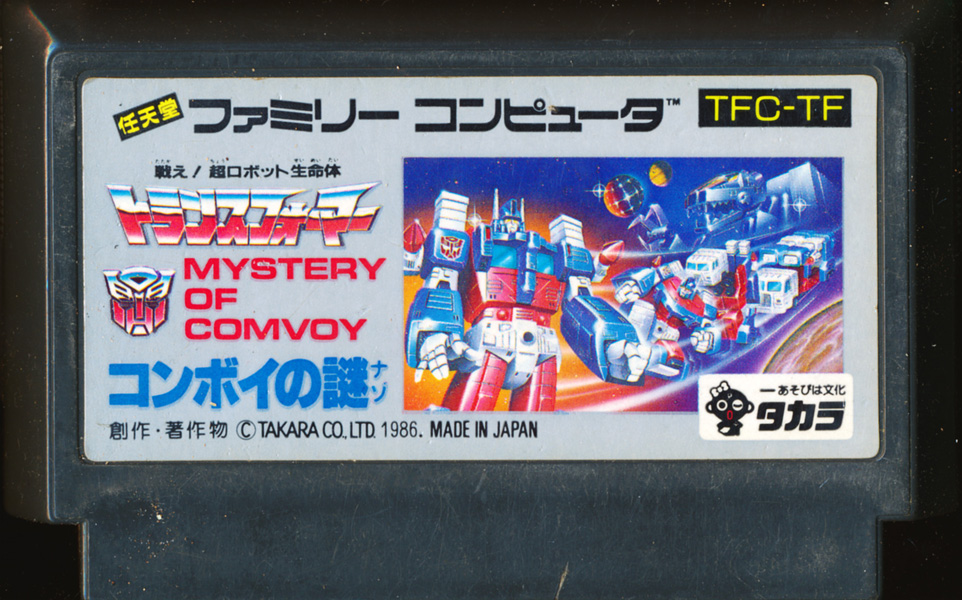 任天堂 ファミリー コンピュータ™ TFC-TF
戦え！超ロボット生命体
トランスフォーマー
MYSTERY
OF
COMVOY
コンボイの謎
ナゾ
創作・著作物 ©TAKARA CO., LTD. 1986. MADE IN JAPAN
—あそびは文化
タカラ